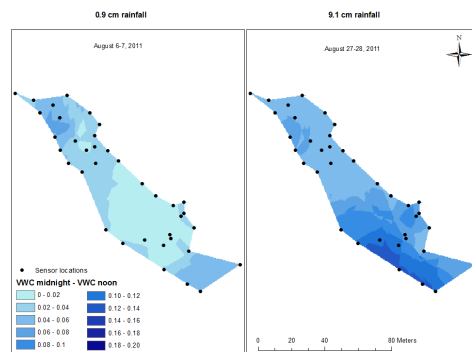 0.9 cm rainfall
9.1 cm rainfall
August 6-7, 2011
August 27-28, 2011
N
Sensor locations
VWC midnight - VWC noon
0 - 0.02
0.02 - 0.04
0.04 - 0.06
0.06 - 0.08
0.08 - 0.1
0.10 - 0.12
0.12 - 0.14
0.14 - 0.16
0.16 - 0.18
0.18 - 0.20
0 20 40 80 Meters